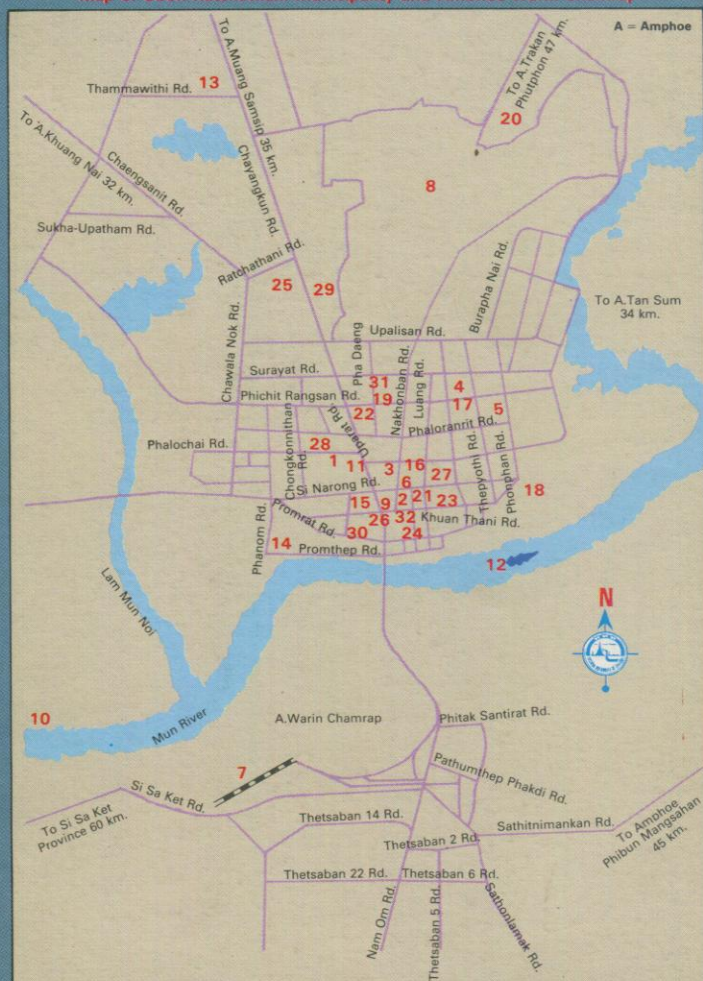 A = Amphoe
To A.Muang Samsip 35 km.
Thammawithi Rd.
13
To A.Trakan
Phutphon 47 km.
20
To A.Khuang Nai 32 km.
Chaengsanit Rd.
Chayangkun Rd.
8
Sukha-Upatham Rd.
Ratchathani Rd.
25
29
Burapha Nai Rd.
To A.Tan Sum
34 km.
Chawala Nok Rd.
Upalisan Rd.
Pha Daeng
Nakhonban Rd.
Luang Rd.
Surayat Rd.
31
4
Phichit Rangsan Rd.
19
17
5
22
Uparat Rd.
Phaloranrit Rd.
Phalochai Rd.
Chongkonnithan
Rd.
28
1
11
3
16
27
Thepyothi Rd.
Phonphan Rd.
Si Narong Rd.
6
18
15
9
2
21
23
Promrat Rd.
26
32
Khuan Thani Rd.
Phanom Rd.
30
24
14
Promthep Rd.
12
Lam Mun Noi
N
10
Mun River
A.Warin Chamrap
Phitak Santirat Rd.
7
Pathumthep Phakdi Rd.
Si Sa Ket Rd.
To Si Sa Ket
Province 60 km.
Thetsaban 14 Rd.
Sathitnimankan Rd.
To Amphoe
Phibun Mangsahan
45 km.
Thetsaban 2 Rd.
Thetsaban 22 Rd.
Thetsaban 6 Rd.
Nam Om Rd.
Thetsaban 5 Rd.
Sathonlamak Rd.